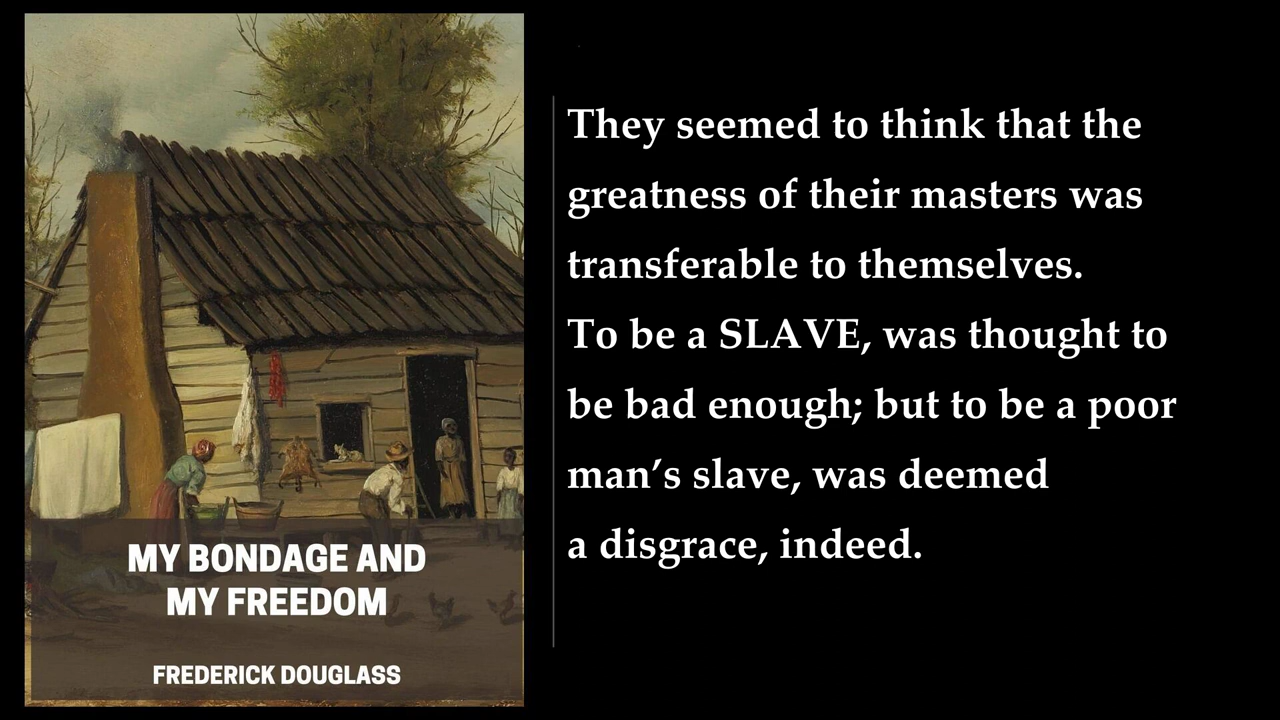 MY BONDAGE AND
MY FREEDOM
FREDERICK DOUGLASS
They seemed to think that the
greatness of their masters was
transferable to themselves.
To be a SLAVE, was thought to
be bad enough; but to be a poor
man’s slave, was deemed
a disgrace, indeed.